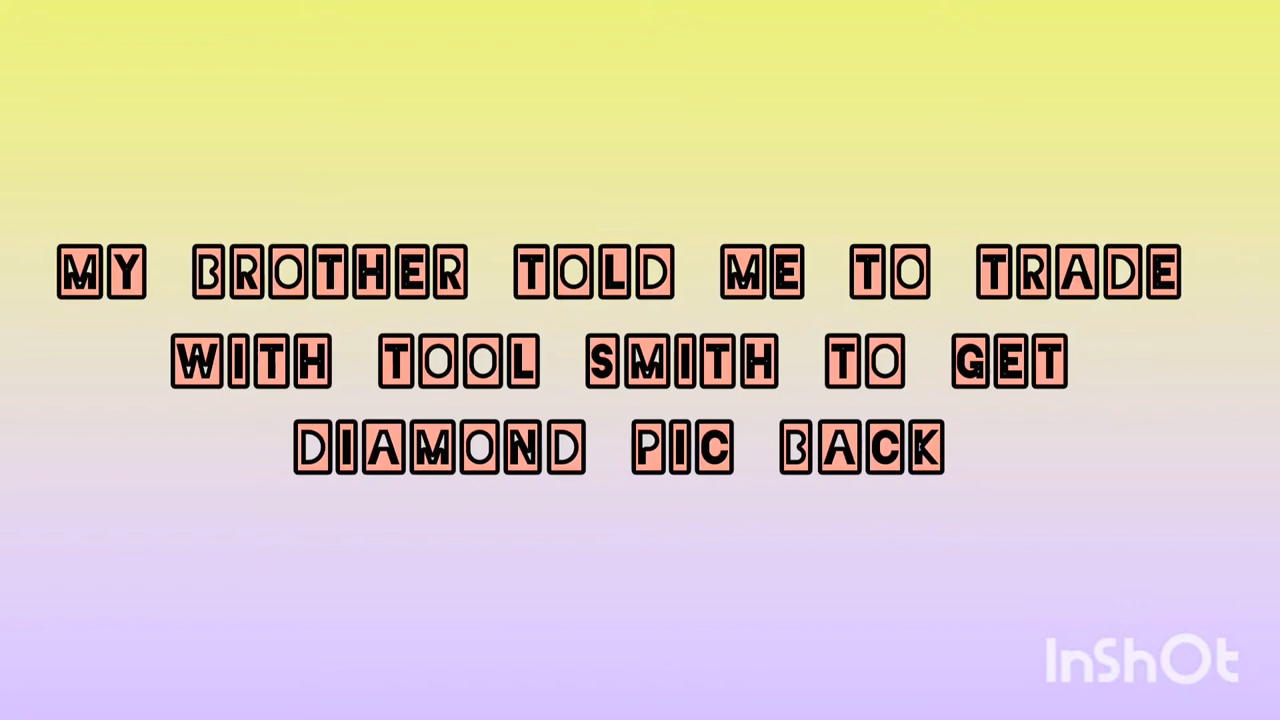 MY BROTHER TOLD ME TO TRADE
WITH TOOL SMITH TO GET
DIAMOND PIC BACK
InShOt